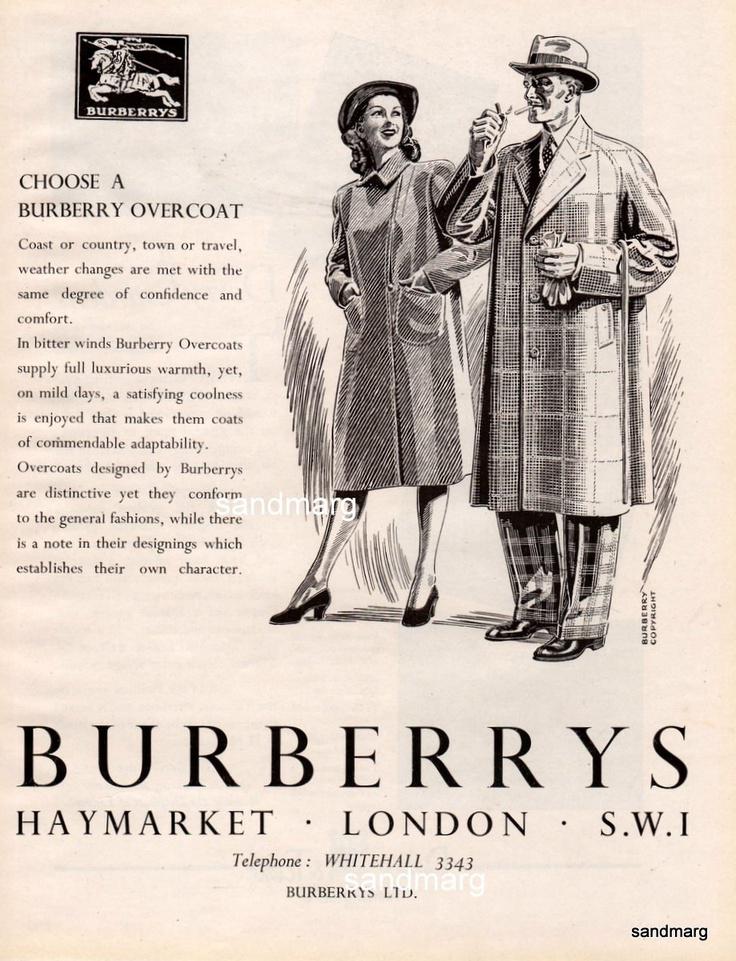 BURBERRYS
CHOOSE A
BURBERRY OVERCOAT
Coast or country, town or travel,
weather changes are met with the
same degree of confidence and
comfort.
In bitter winds Burberry Overcoats
supply full luxurious warmth, yet,
on mild days, a satisfying coolness
is enjoyed that makes them coats
of commendable adaptability.
Overcoats designed by Burberrys
are distinctive yet they conform
to the general fashions, while there
is a note in their designings which
establishes their own character.
sandmarg
BURBERRY
COPYRIGHT
BURBERRYS
HAYMARKET · LONDON · S.W.1
Telephone: WHITEHALL 3343
sandmarg
BURBERRYS LTD.
sandmarg